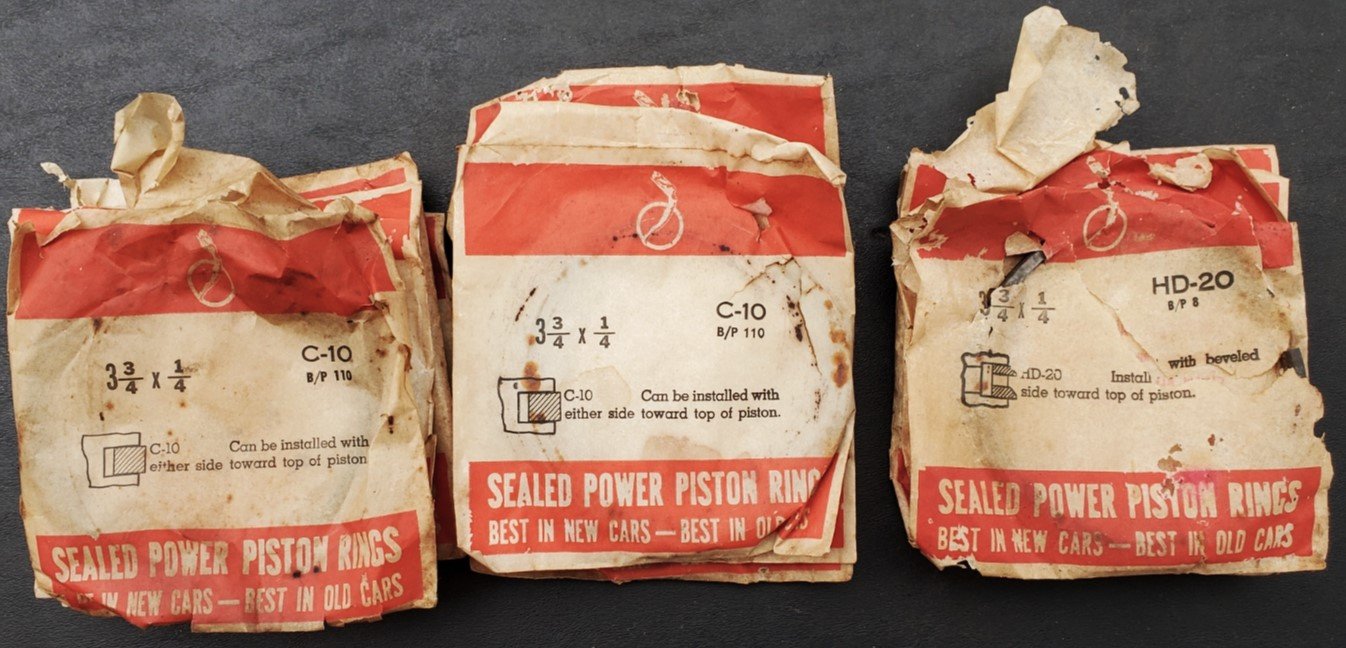 C-10
B/P 110
3 3/4 x 1/4
C-10 Can be installed with
either side toward top of piston
SEALED POWER PISTON RINGS
IN NEW CARS — BEST IN OLD CARS
C-10
B/P 110
3 3/4 x 1/4
C-10 Can be installed with
either side toward top of piston.
SEALED POWER PISTON RING
BEST IN NEW CARS — BEST IN
HD-20
B/P 8
3 3/4 x 1/4
HD-20 Install with beveled
side toward top of piston.
SEALED POWER PISTON RINGS
BEST IN NEW CARS — BEST IN OLD CARS